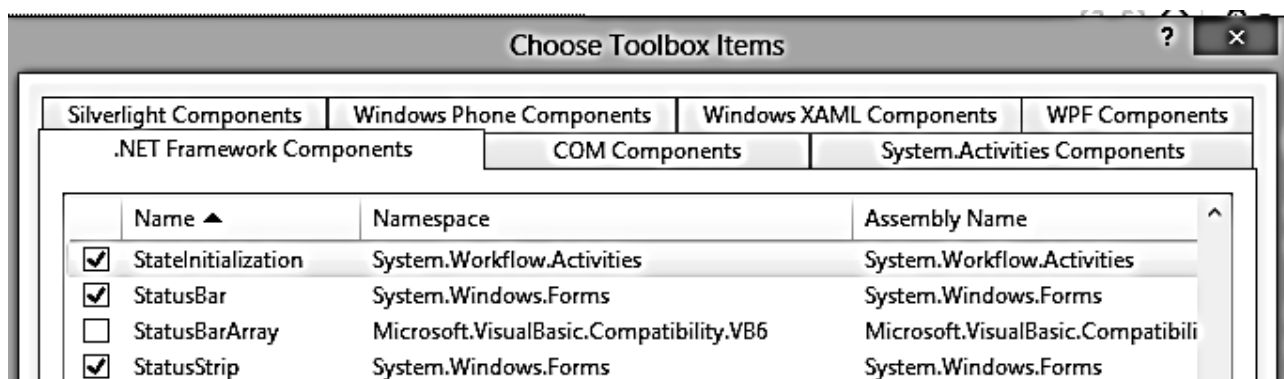 Choose Toolbox Items ? ×
Silverlight Components Windows Phone Components Windows XAML Components WPF Components
.NET Framework Components COM Components System.Activities Components
Name ▲ Namespace Assembly Name
StateInitialization System.Workflow.Activities System.Workflow.Activities
StatusBar System.Windows.Forms System.Windows.Forms
StatusBarArray Microsoft.VisualBasic.Compatibility.VB6 Microsoft.VisualBasic.Compatibili
StatusStrip System.Windows.Forms System.Windows.Forms